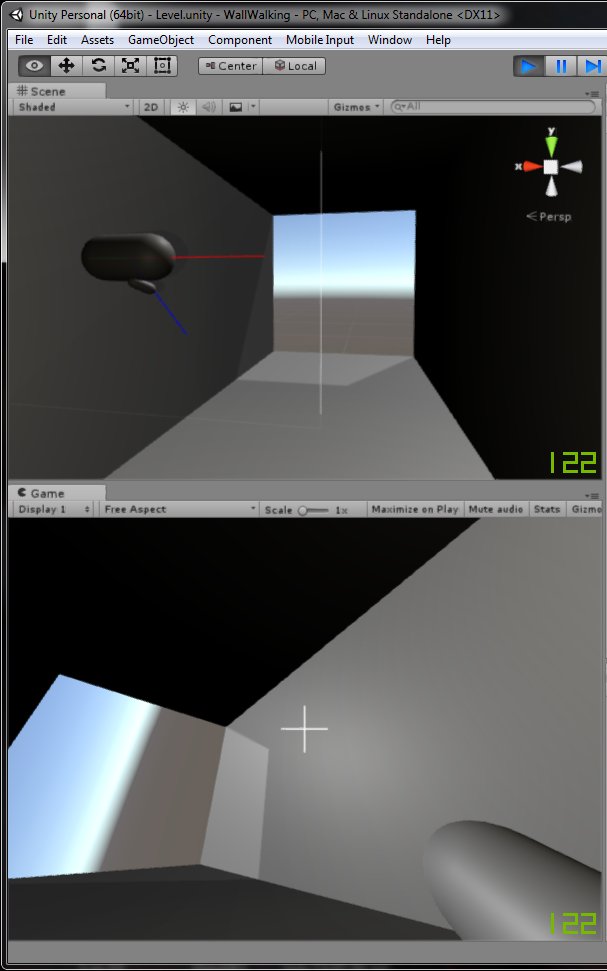 Unity Personal (64bit) - Level.unity - WallWalking - PC, Mac & Linux Standalone <DX11>
File Edit Assets GameObject Component Mobile Input Window Help
Center Local
Scene
Shaded 2D Gizmos All
y
x
Persp
122
Game
Display 1 Free Aspect Scale 1x Maximize on Play Mute audio Stats Gizmo
122